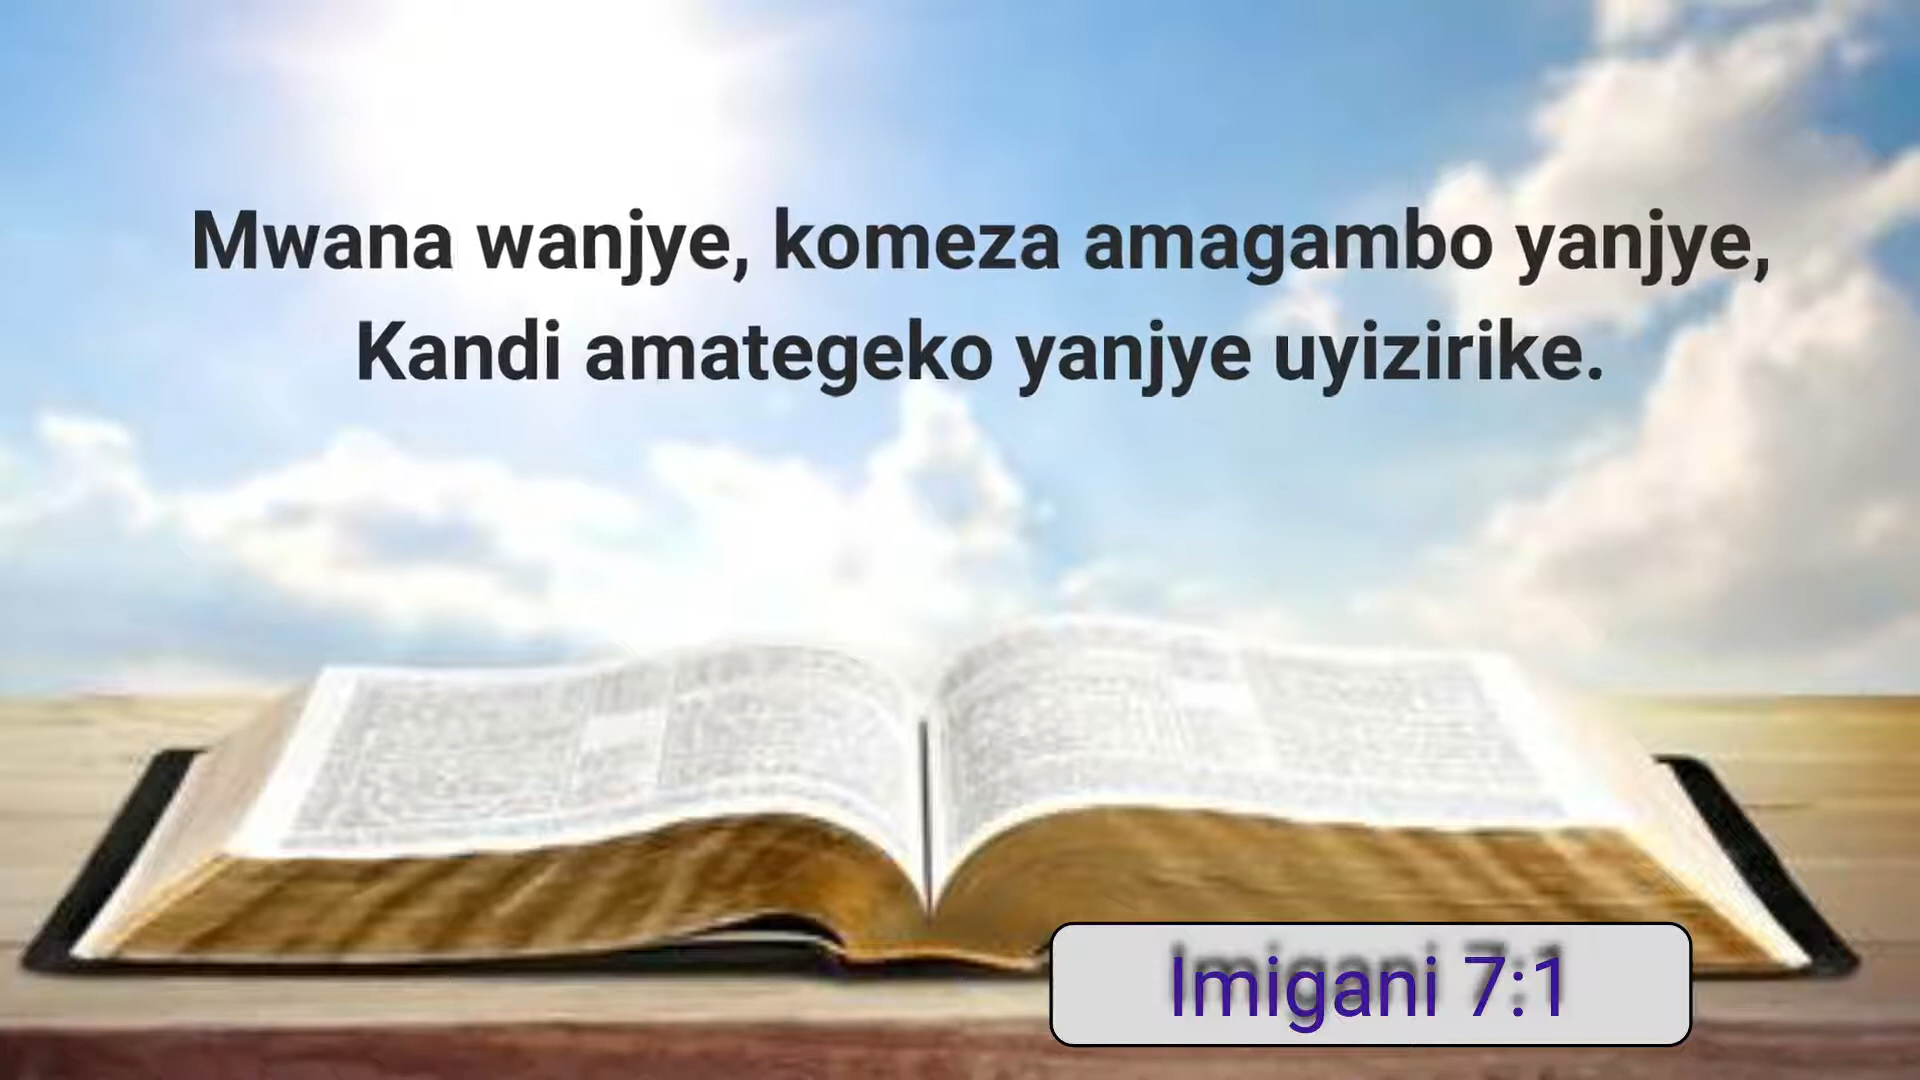 Mwana wanjye, komeza amagambo yanjye,
Kandi amategeko yanjye uyizirike.
Imigani 7:1